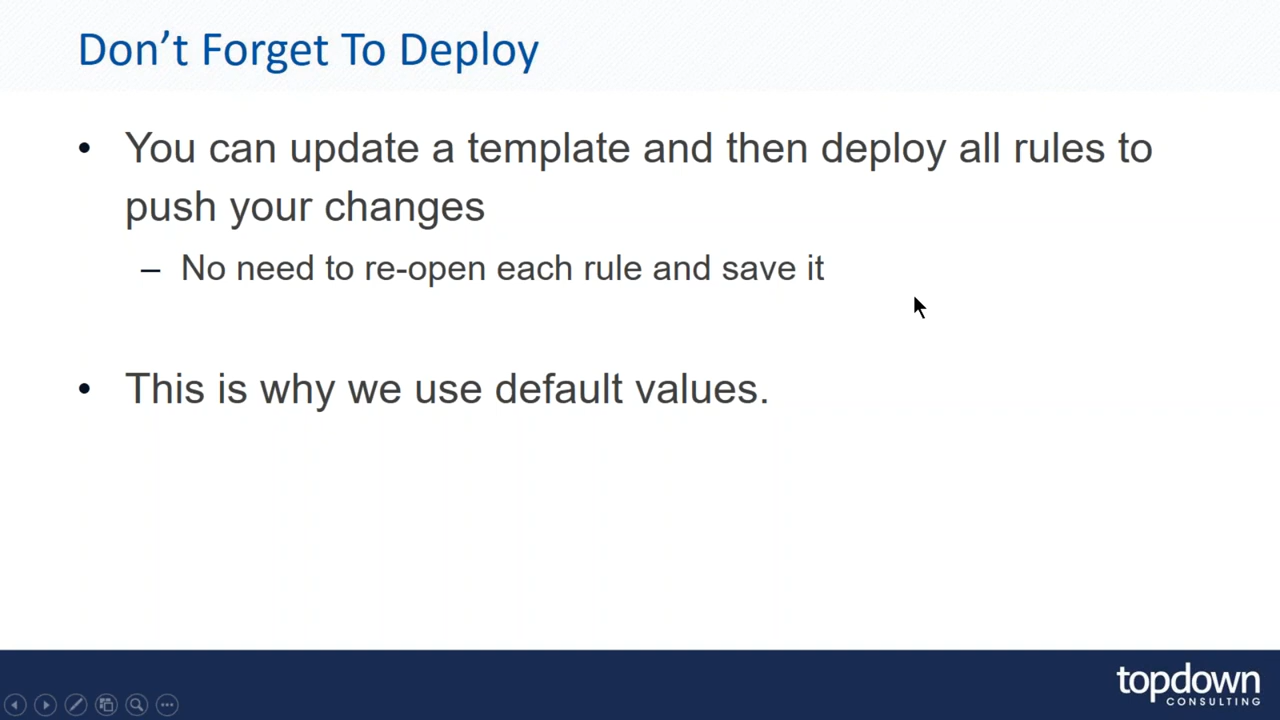 Don’t Forget To Deploy
• You can update a template and then deploy all rules to
push your changes
– No need to re-open each rule and save it
• This is why we use default values.
topdown
CONSULTING